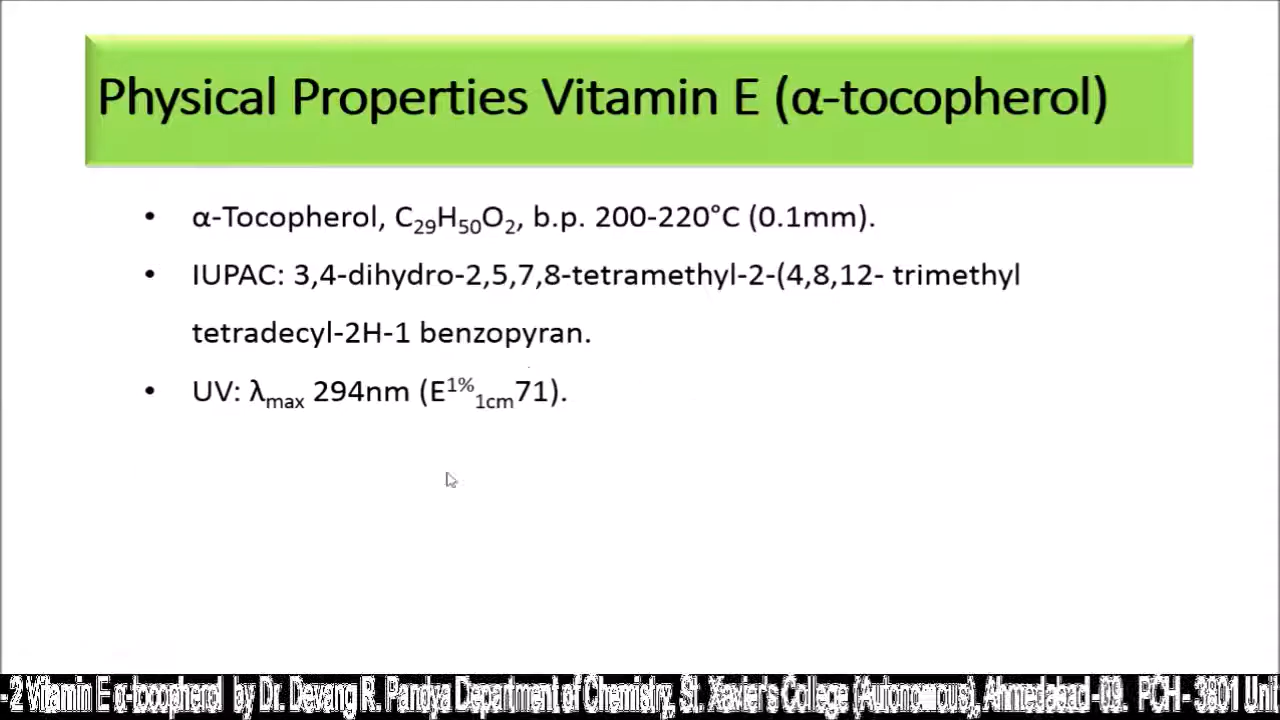 Physical Properties Vitamin E (α-tocopherol)
• α-Tocopherol, C₂₉H₅₀O₂, b.p. 200-220°C (0.1mm).
• IUPAC: 3,4-dihydro-2,5,7,8-tetramethyl-2-(4,8,12- trimethyl
tetradecyl-2H-1 benzopyran.
• UV: λmax 294nm (E¹%1cm71).
- 2 Vitamin E α-tocopherol by Dr. Devang R. Pandya Department of Chemistry, St. Xavier's College (Autonomous), Ahmedabad -09. PCH - 3801 Unit